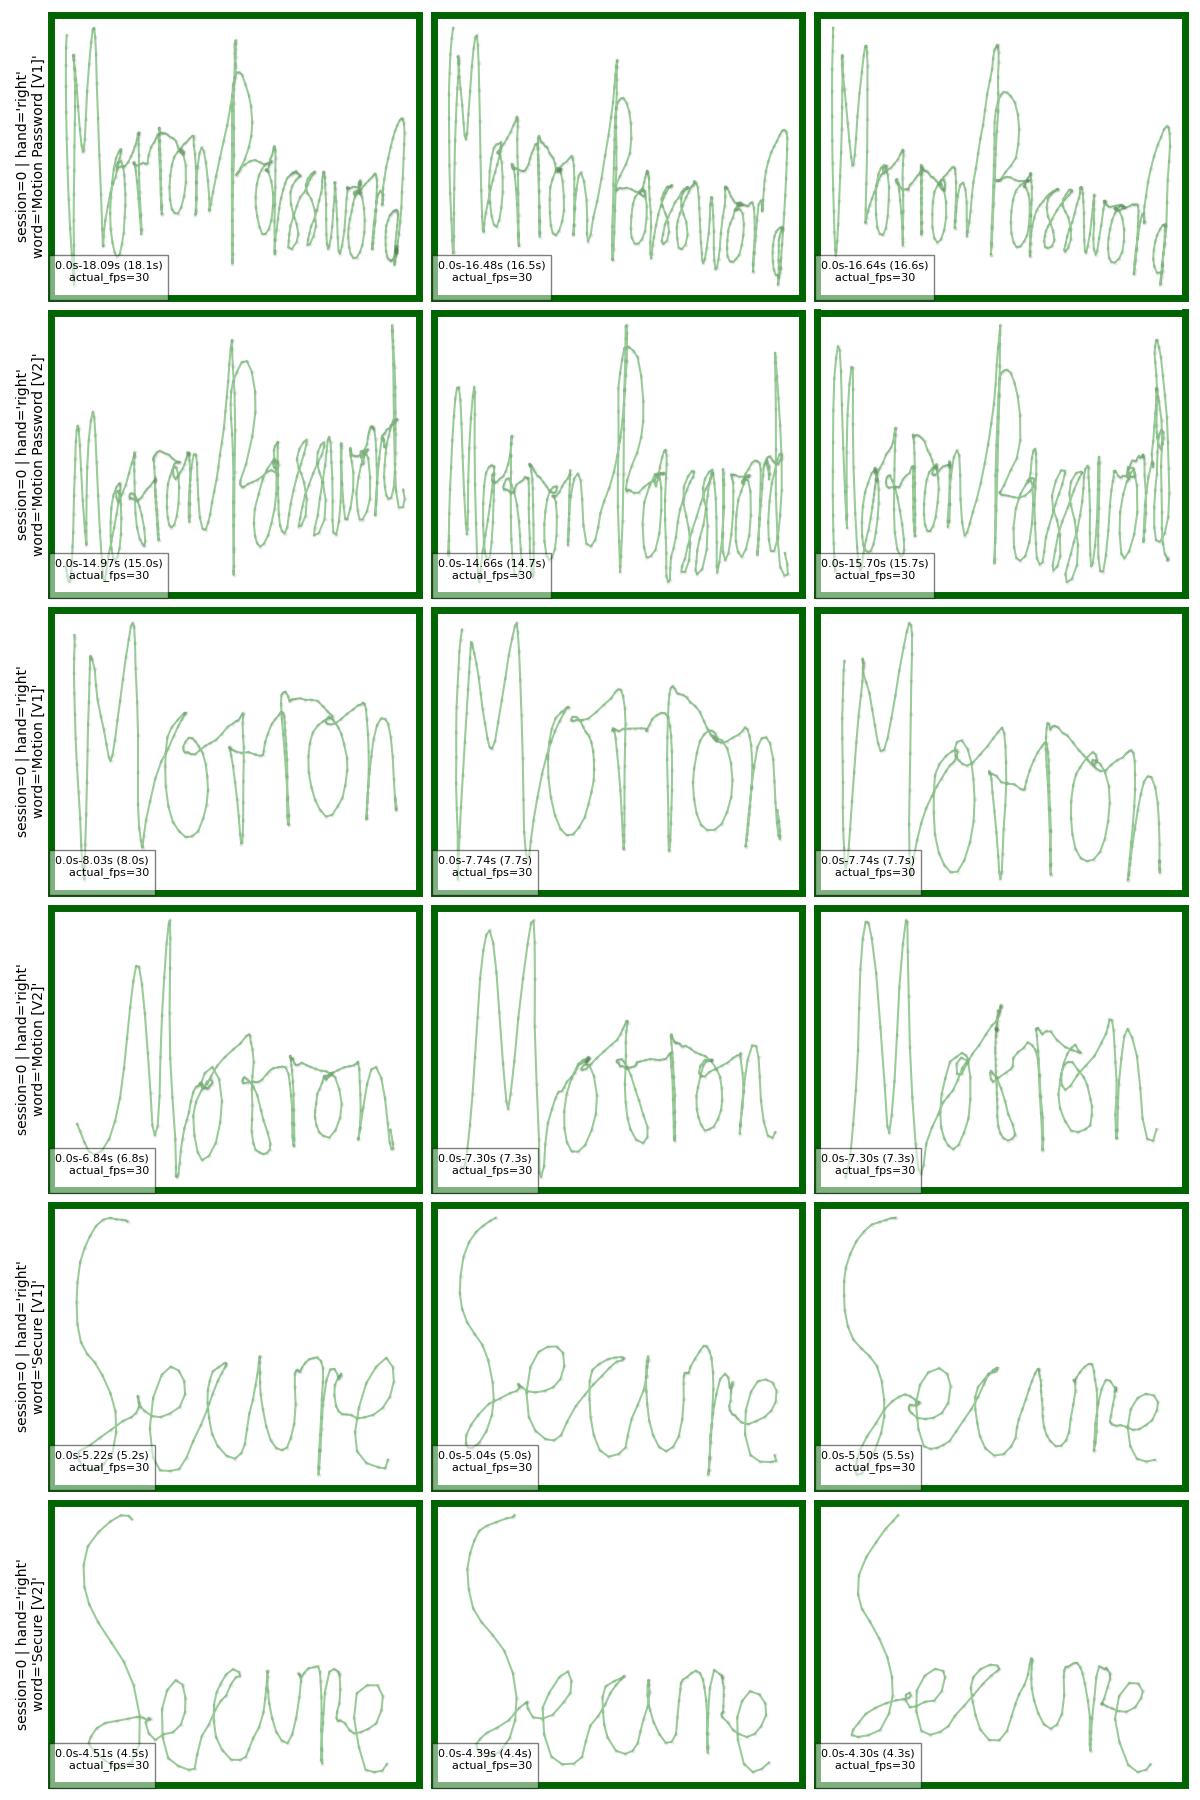 session=0 | hand='right'
word='Motion Password [V1]'
Motion Password
0.0s-18.09s (18.1s)
actual_fps=30
Motion Password
0.0s-16.48s (16.5s)
actual_fps=30
Motion Password
0.0s-16.64s (16.6s)
actual_fps=30
session=0 | hand='right'
word='Motion Password [V2]'
Motion Password
0.0s-14.97s (15.0s)
actual_fps=30
Motion Password
0.0s-14.66s (14.7s)
actual_fps=30
Motion Password
0.0s-15.70s (15.7s)
actual_fps=30
session=0 | hand='right'
word='Motion [V1]'
Motion
0.0s-8.03s (8.0s)
actual_fps=30
Motion
0.0s-7.74s (7.7s)
actual_fps=30
Motion
0.0s-7.74s (7.7s)
actual_fps=30
session=0 | hand='right'
word='Motion [V2]'
Motion
0.0s-6.84s (6.8s)
actual_fps=30
Motion
0.0s-7.30s (7.3s)
actual_fps=30
Motion
0.0s-7.30s (7.3s)
actual_fps=30
session=0 | hand='right'
word='Secure [V1]'
Secure
0.0s-5.22s (5.2s)
actual_fps=30
Secure
0.0s-5.04s (5.0s)
actual_fps=30
Secure
0.0s-5.50s (5.5s)
actual_fps=30
session=0 | hand='right'
word='Secure [V2]'
Secure
0.0s-4.51s (4.5s)
actual_fps=30
Secure
0.0s-4.39s (4.4s)
actual_fps=30
Secure
0.0s-4.30s (4.3s)
actual_fps=30